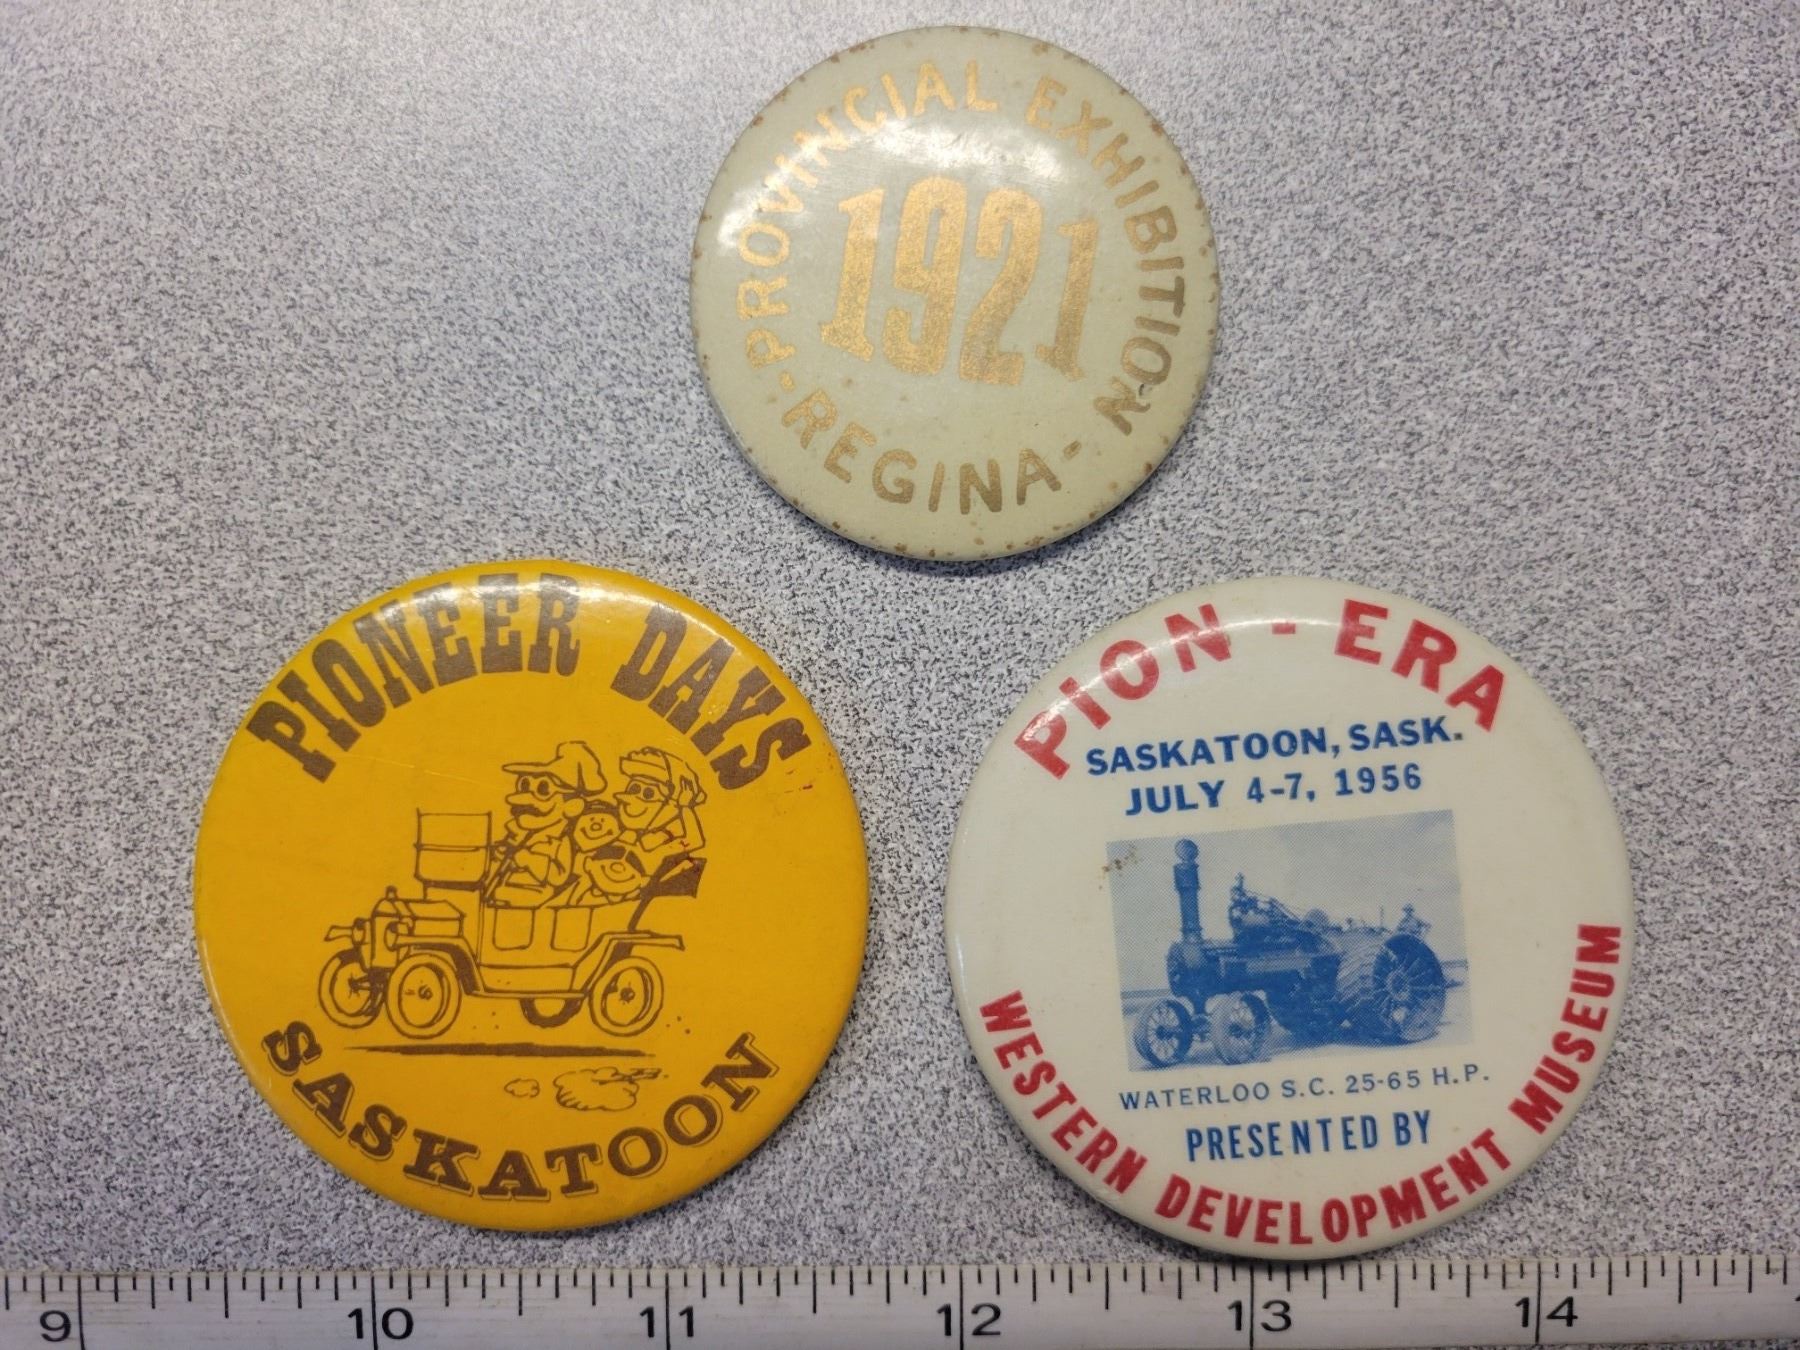 PROVINCIAL EXHIBITION
1921
-REGINA-
PIONEER DAYS
SASKATOON
PION-ERA
SASKATOON, SASK.
JULY 4-7, 1956
WATERLOO S.C. 25-65 H.P.
PRESENTED BY
WESTERN DEVELOPMENT MUSEUM
9 10 11 12 13 14